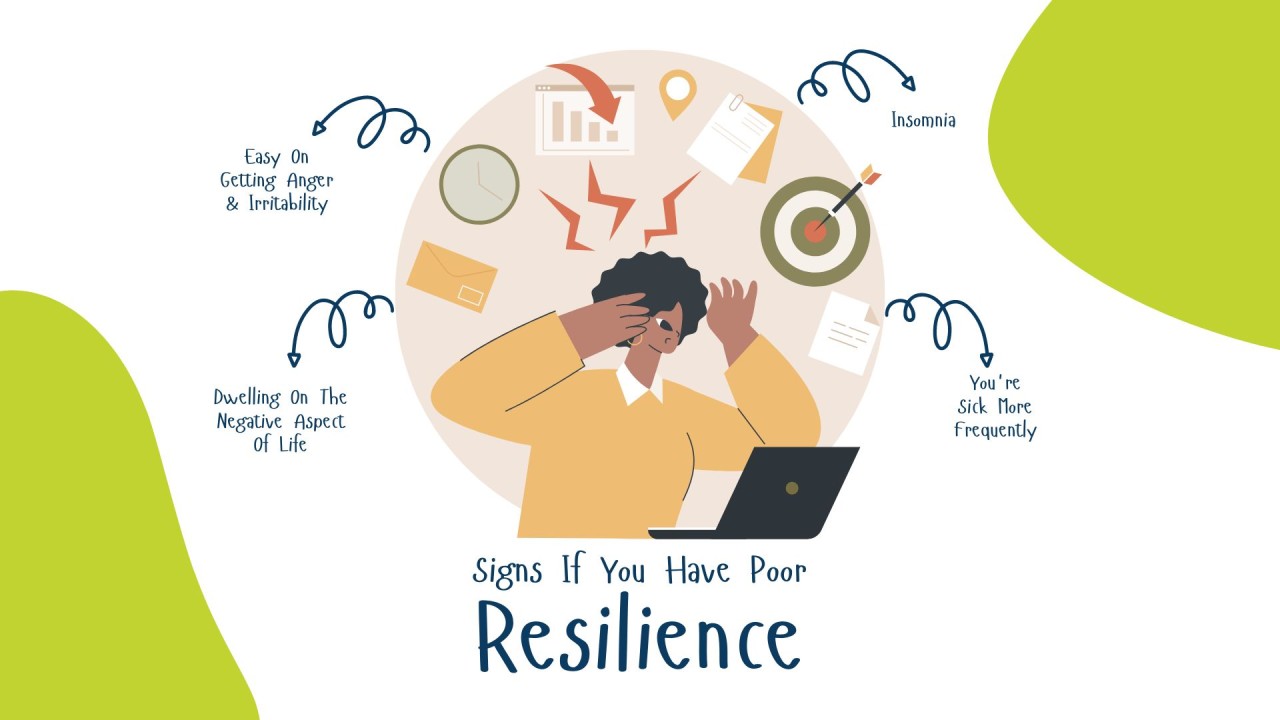 Easy On
Getting Anger
& Irritability
Insomnia
Dwelling On The
Negative Aspect
Of Life
You're
Sick More
Frequently
Signs If You Have Poor
Resilience